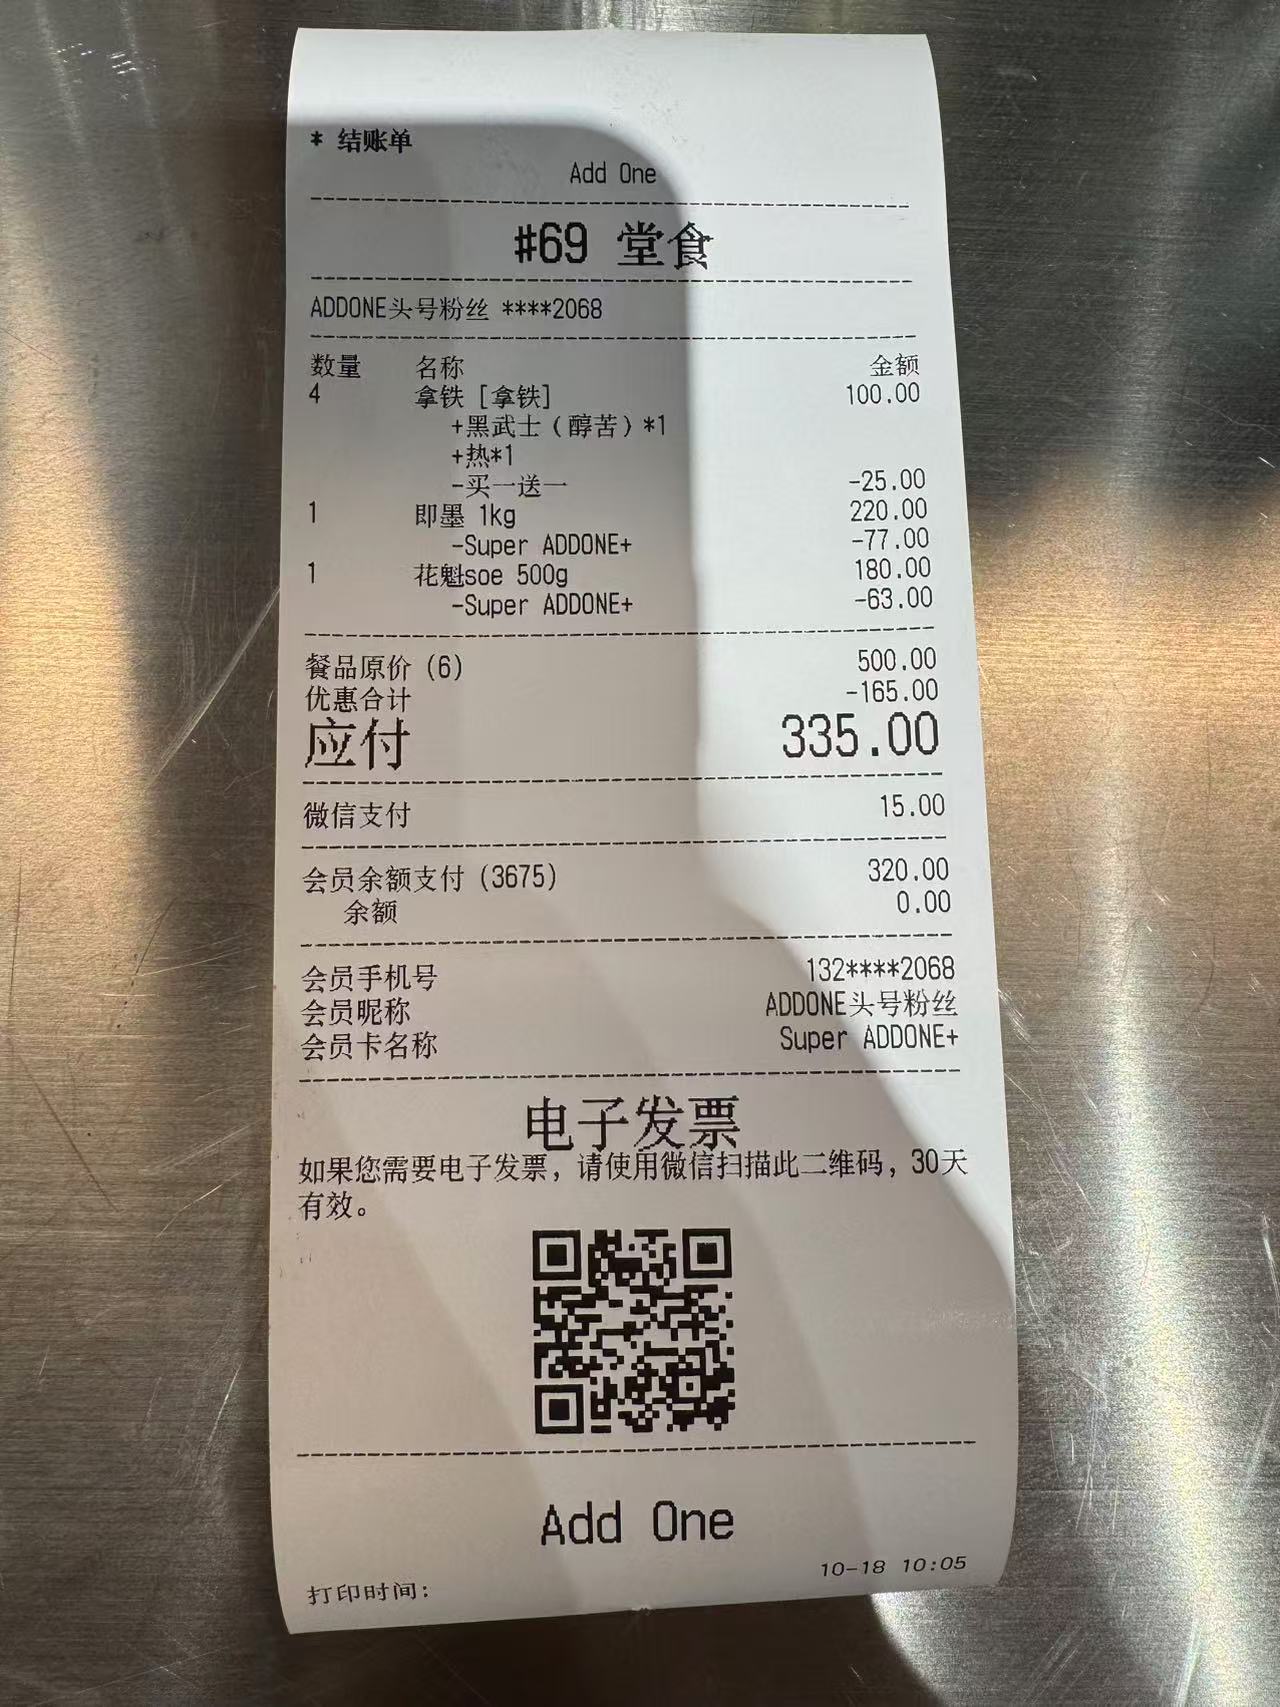 * 结账单
Add One
#69 堂食
ADDONE头号粉丝 ****2068
数量 名称 金额
4 拿铁 [拿铁] 100.00
+黑武士（醇苦）*1
+热*1
-买一送一 -25.00
1 即墨 1kg 220.00
-Super ADDONE+ -77.00
1 花魁soe 500g 180.00
-Super ADDONE+ -63.00
餐品原价 (6) 500.00
优惠合计 -165.00
应付 335.00
微信支付 15.00
会员余额支付 (3675) 320.00
余额 0.00
会员手机号 132****2068
会员昵称 ADDONE头号粉丝
会员卡名称 Super ADDONE+
电子发票
如果您需要电子发票，请使用微信扫描此二维码，30天
有效。
Add One
打印时间: 10-18 10:05